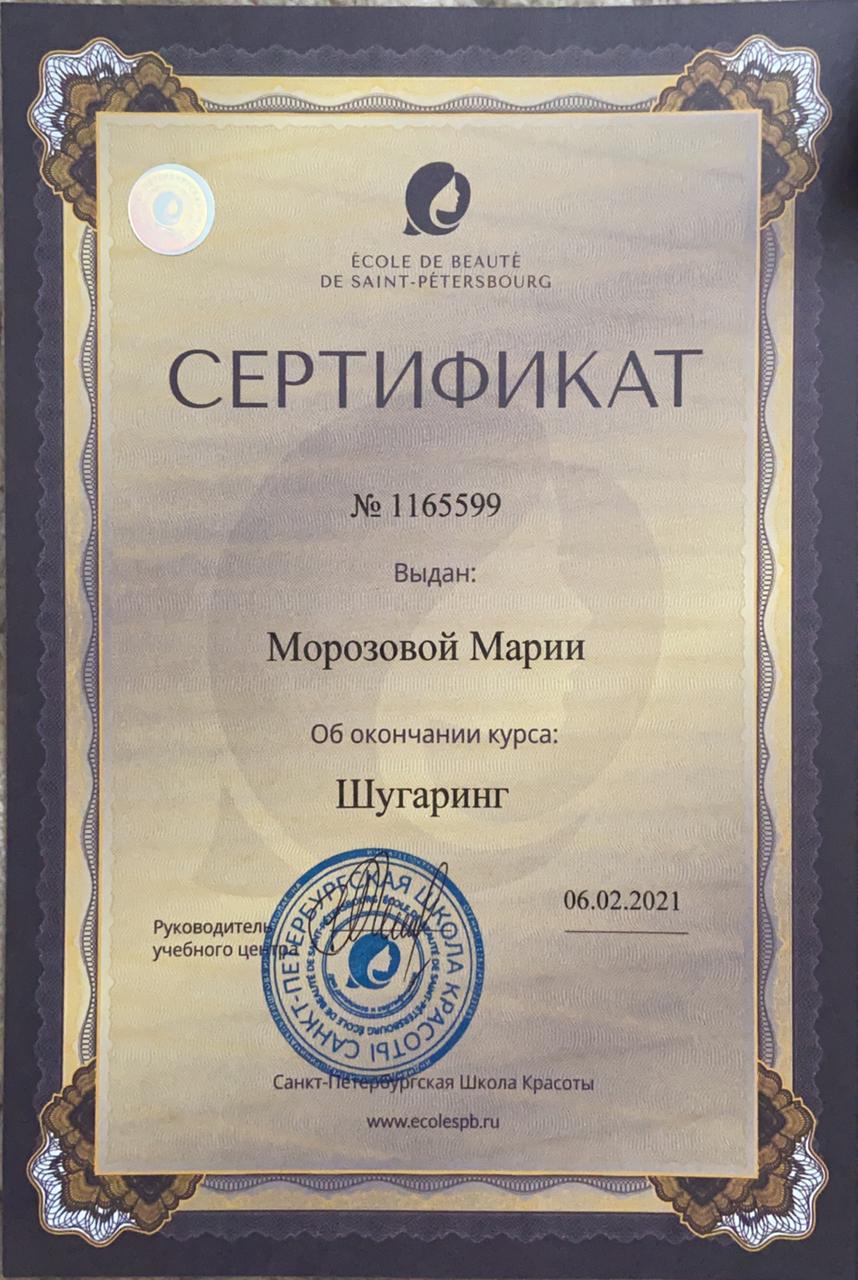 ÉCOLE DE BEAUTÉ
DE SAINT-PÉTERSBOURG
СЕРТИФИКАТ
№ 1165599
Выдан:
Морозовой Марии
Об окончании курса:
Шугаринг
06.02.2021
Руководитель
учебного центра
САНКТ-ПЕТЕРБУРГСКАЯ ШКОЛА КРАСОТЫ
ÉCOLE DE BEAUTÉ DE SAINT-PÉTERSBOURG
Санкт-Петербургская Школа Красоты
www.ecolespb.ru